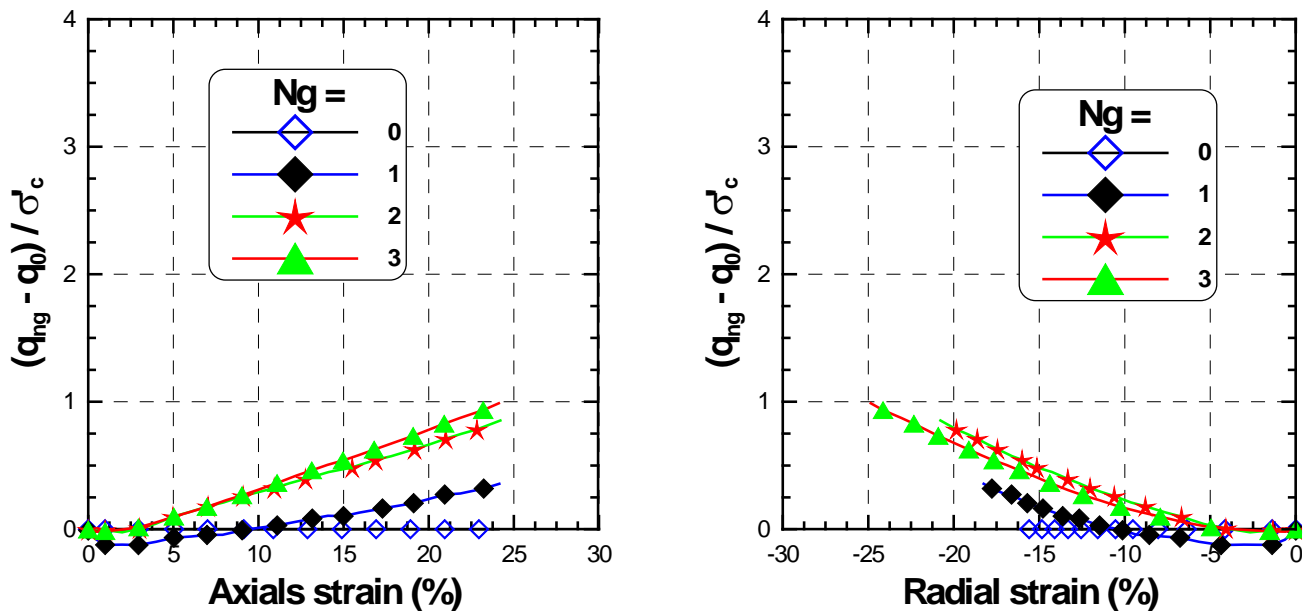 4
3
2
1
0
(q_ng - q_0) / σ'_c
Ng =
0
1
2
3
0 5 10 15 20 25 30
Axials strain (%)
4
3
2
1
0
(q_ng - q_0) / σ'_c
Ng =
0
1
2
3
-30 -25 -20 -15 -10 -5 0
Radial strain (%)